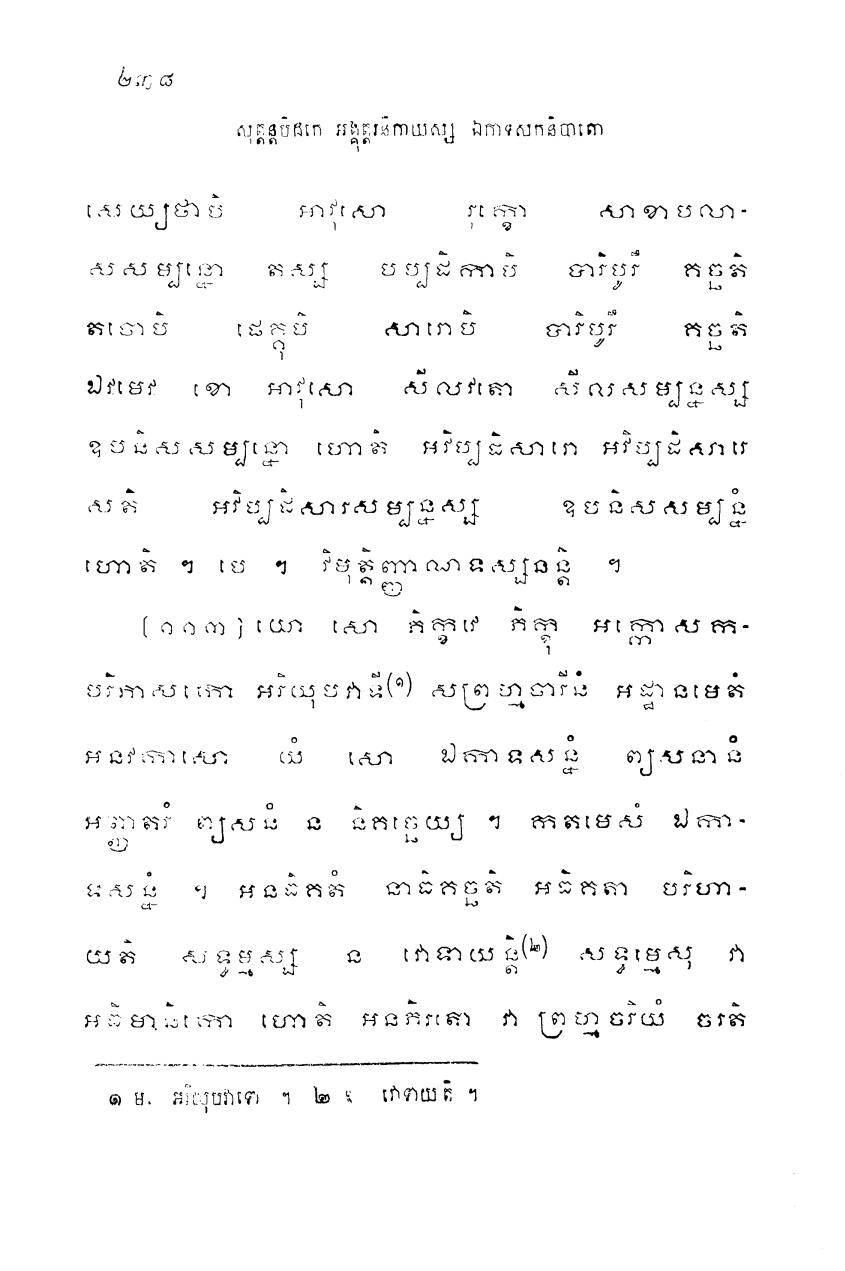 ២៣៨
សុត្តន្តបិដកេ អង្គុត្តរនិកាយស្ស ឯកាទសកនិបាតោ
សេយ្យថាបិ អាវុសោ រុក្ខោ សាខាបលា-
សសម្បន្នោ តស្ស បប្បដិកាបិ បារិបូរឹ គច្ឆតិ
តចោបិ ផេគ្គុបិ សារោបិ បារិបូរឹ គច្ឆតិ
ឯវមេវ ខោ អាវុសោ សីលវតោ សីលសម្បន្នស្ស
ឧបនិសសម្បន្នោ ហោតិ អវិប្បដិសារោ អវិប្បដិសារេ
សតិ អវិប្បដិសារសម្បន្នស្ស ឧបនិសសម្បន្នំ
ហោតិ ។ បេ ។ វិមុត្តិញ្ញាណទស្សនន្តិ ។
[១១៣] យោ សោ ភិក្ខវេ ភិក្ខុ អក្កោសក-
បរិភាសកោ អរិយុបវាទី(១) សព្រហ្មចារីនំ អដ្ឋានមេតំ
អនវកាសោ យំ សោ ឯកាទសន្នំ ព្យសនានំ
អញ្ញតរំ ព្យសនំ ន និគច្ឆេយ្យ ។ កតមេសំ ឯកា-
ទសន្នំ ។ អនធិគតំ នាធិគច្ឆតិ អធិគតា បរិហា-
យតិ សទ្ធម្មស្ស ន វោទាយន្តិ(២) សទ្ធម្មេសុ វា
អធិមានិកោ ហោតិ អនភិរតោ វា ព្រហ្មចរិយំ ចរតិ
១ ម. អរិយុបវាទោ ។ ២ វោទាយតិ ។